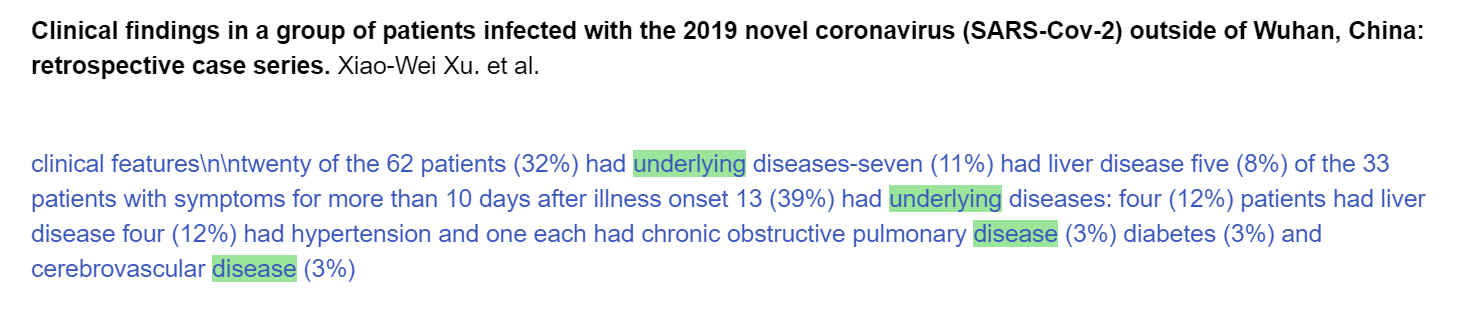 Clinical findings in a group of patients infected with the 2019 novel coronavirus (SARS-Cov-2) outside of Wuhan, China:
retrospective case series. Xiao-Wei Xu. et al.
clinical features\n\ntwenty of the 62 patients (32%) had underlying diseases-seven (11%) had liver disease five (8%) of the 33
patients with symptoms for more than 10 days after illness onset 13 (39%) had underlying diseases: four (12%) patients had liver
disease four (12%) had hypertension and one each had chronic obstructive pulmonary disease (3%) diabetes (3%) and
cerebrovascular disease (3%)